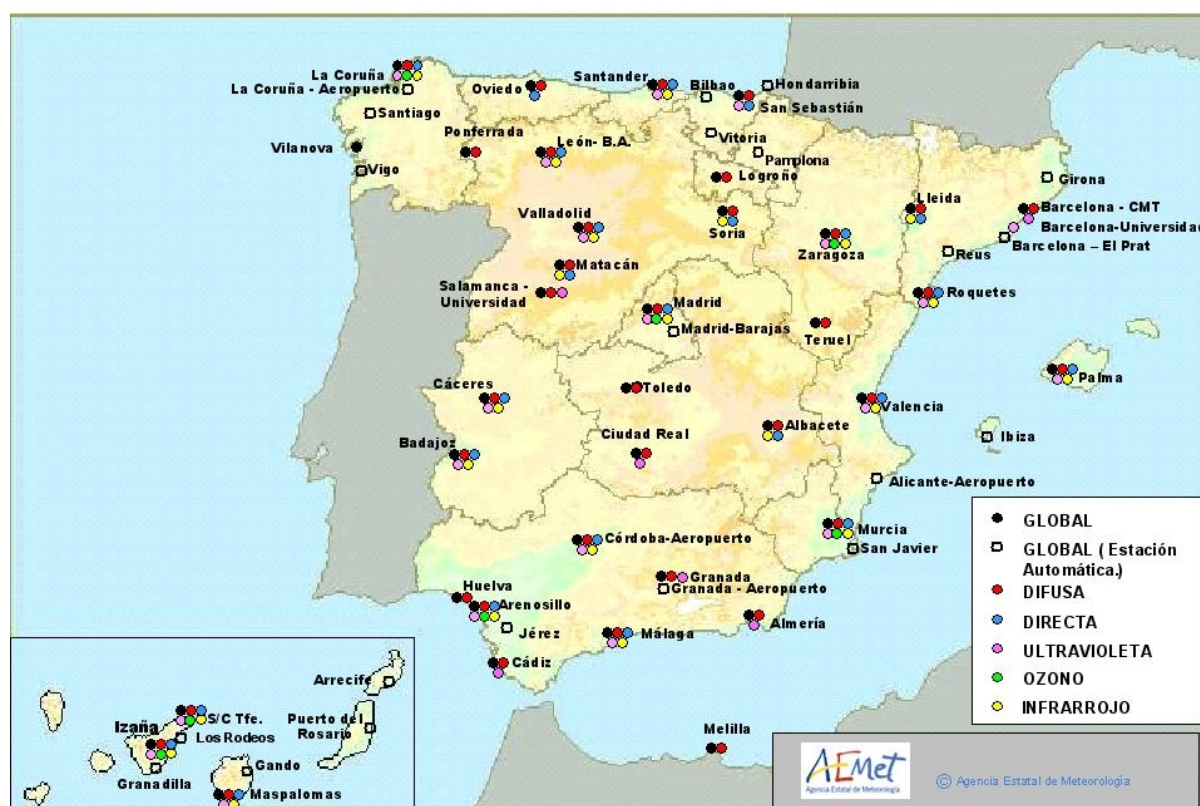 La Coruña
La Coruña - Aeropuerto
Santiago
Vilanova
Vigo
Oviedo
Ponferrada
Santander
León- B.A.
Bilbao
Hondarribia
San Sebastián
Vitoria
Pamplona
Logroño
Girona
Lleida
Barcelona - CMT
Barcelona-Universidad
Barcelona – El Prat
Valladolid
Soria
Zaragoza
Reus
Matacán
Salamanca -
Universidad
Madrid
Madrid-Barajas
Roquetes
Teruel
Cáceres
Toledo
Palma
Valencia
Albacete
Ibiza
Badajoz
Ciudad Real
Alicante-Aeropuerto
Murcia
San Javier
Córdoba-Aeropuerto
Granada
Granada - Aeropuerto
Huelva
Arenosillo
Jérez
Málaga
Almería
Cádiz
Melilla
Arrecife
Puerto del
Rosario
S/C Tfe.
Izaña
Los Rodeos
Granadilla
Gando
Maspalomas
GLOBAL
GLOBAL ( Estación
Automática.)
DIFUSA
DIRECTA
ULTRAVIOLETA
OZONO
INFRARROJO
AEMet
Agencia Estatal de Meteorología
© Agencia Estatal de Meteorología